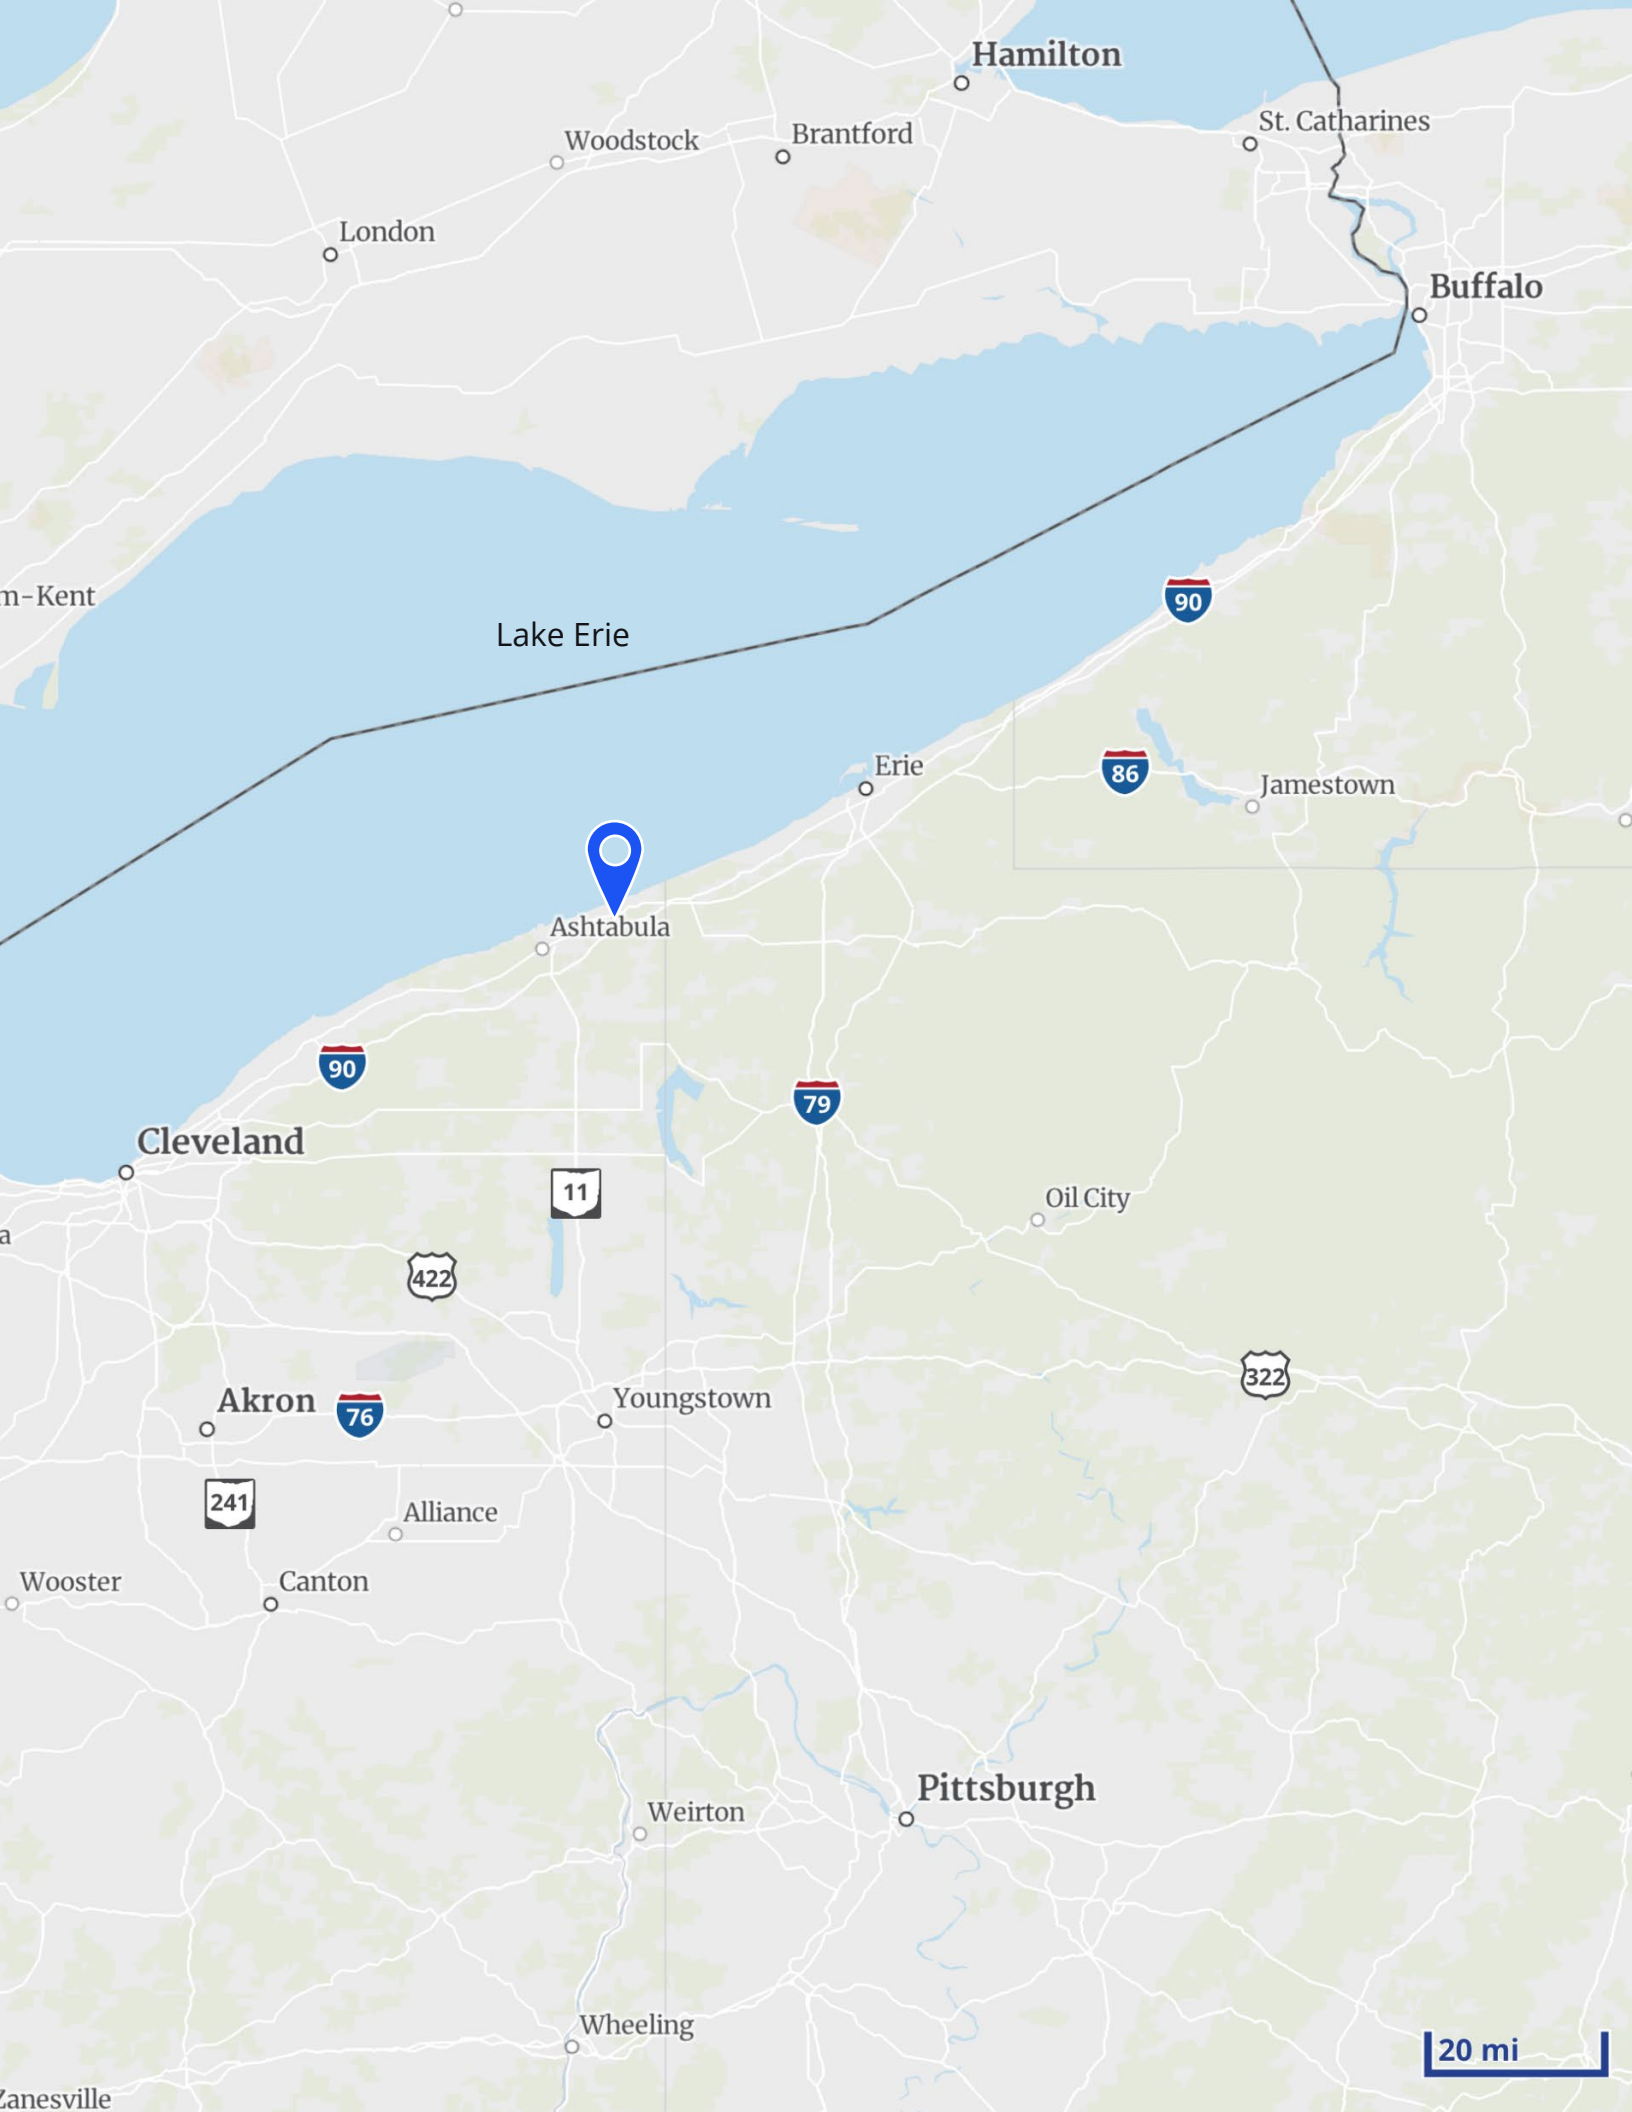 Hamilton
St. Catharines
Woodstock
Brantford
London
Buffalo
m-Kent
90
Lake Erie
Erie
86
Jamestown
Ashtabula
90
79
Cleveland
11
Oil City
a
422
322
Akron
76
Youngstown
241
Alliance
Wooster
Canton
Pittsburgh
Weirton
Wheeling
20 mi
Zanesville